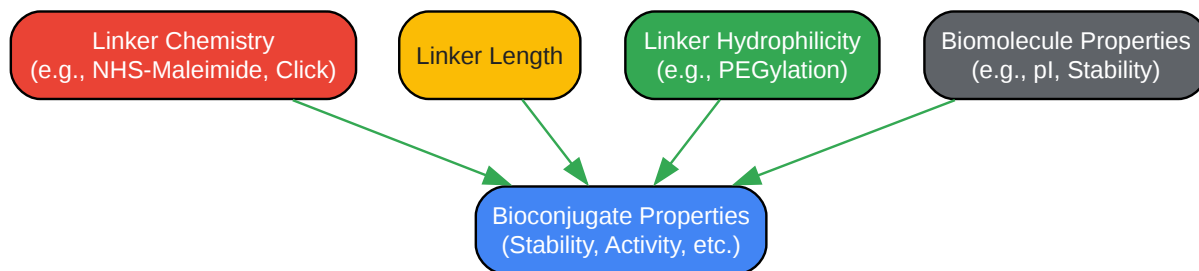 Linker Chemistry
(e.g., NHS-Maleimide, Click)
Linker Length
Linker Hydrophilicity
(e.g., PEGylation)
Biomolecule Properties
(e.g., pI, Stability)
Bioconjugate Properties
(Stability, Activity, etc.)